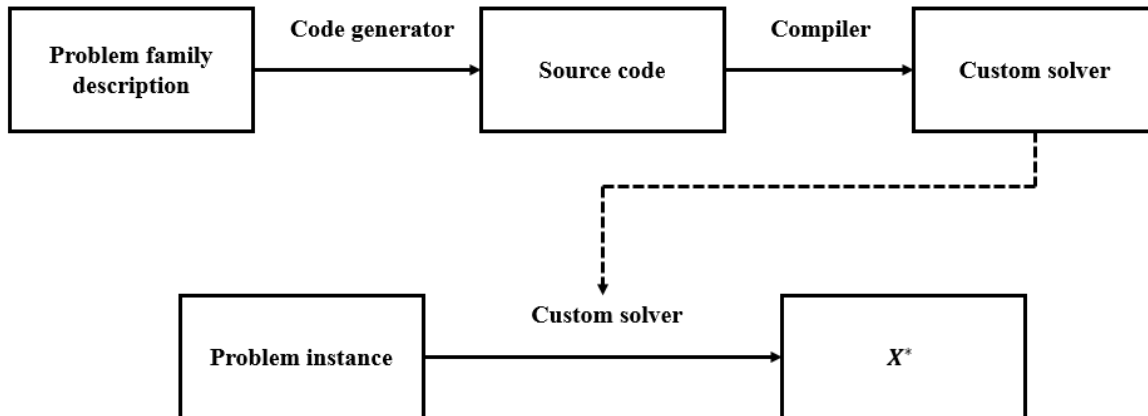 Code generator
Compiler
Problem family
description
Source code
Custom solver
Custom solver
Problem instance
X*